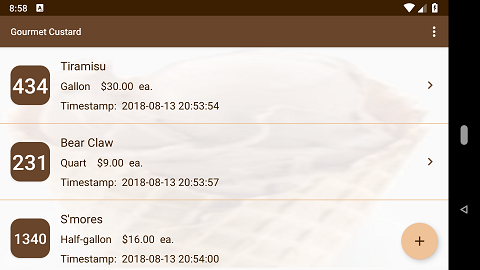 8:58 A
Gourmet Custard
Tiramisu
434
Gallon $30.00 ea.
Timestamp: 2018-08-13 20:53:54
Bear Claw
231
Quart $9.00 ea.
Timestamp: 2018-08-13 20:53:57
S'mores
1340
Half-gallon $16.00 ea.
Timestamp: 2018-08-13 20:54:00
+